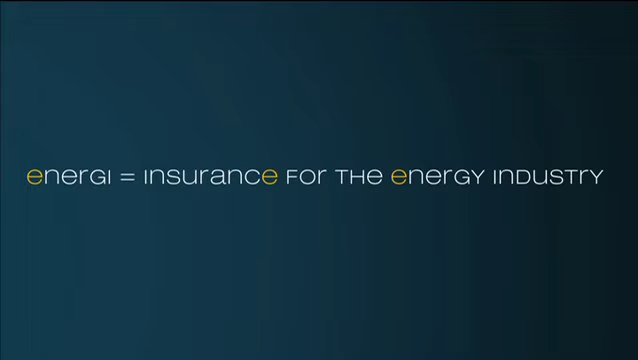 energi = insurance for the energy industry